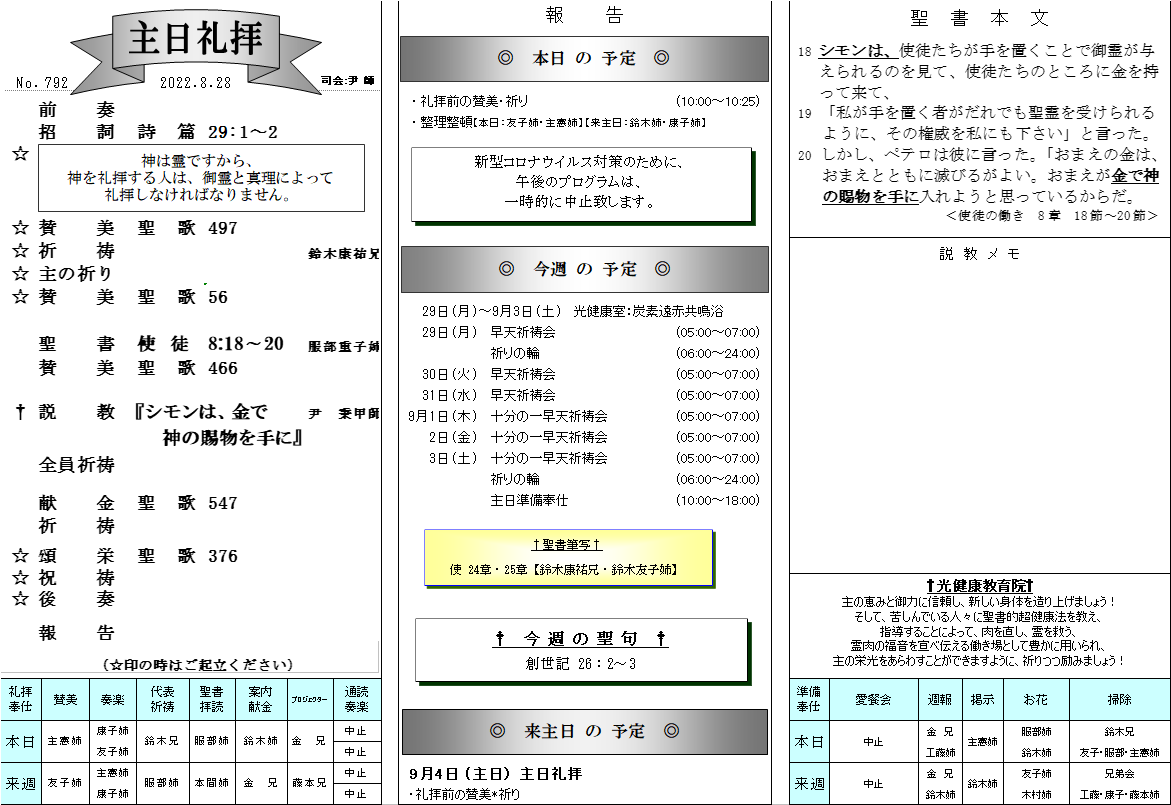 主日礼拝
No. 792
2022.8.28
司会:尹 師
前 奏
招 詞 詩 篇 29:1～2
☆
神は霊ですから、
神を礼拝する人は、御霊と真理によって
礼拝しなければなりません。
☆ 賛 美 聖 歌 497
☆ 祈 祷 鈴木康祐兄
☆ 主の祈り
☆ 賛 美 聖 歌 56
聖 書 使 徒 8:18～20 服部重子姉
賛 美 聖 歌 466
† 説 教 『シモンは、金で 尹 秉甲師
神の賜物を手に』
全員祈祷
献 金 聖 歌 547
祈 祷
☆ 頌 栄 聖 歌 376
☆ 祝 祷
☆ 後 奏
報 告
(☆印の時はご起立ください)
礼拝奉仕 賛美 奏楽 代表祈祷 聖書拝読 案内献金 プロジェクター 通読奏楽
本日 主憲姉 康子姉 友子姉 鈴木兄 服部姉 鈴木姉 金 兄 中止 中止
来週 友子姉 主憲姉 康子姉 服部姉 本間姉 金 兄 藤本兄 中止 中止
報 告
◎ 本日 の 予定 ◎
・礼拝前の賛美・祈り (10:00～10:25)
・整理整頓【本日:友子姉・主憲姉】【来主日:鈴木姉・康子姉】
新型コロナウイルス対策のために、
午後のプログラムは、
一時的に中止致します。
◎ 今週 の 予定 ◎
29日(月)～9月3日(土) 光健康室:炭素遠赤共鳴浴
29日(月) 早天祈祷会 (05:00～07:00)
祈りの輪 (06:00～24:00)
30日(火) 早天祈祷会 (05:00～07:00)
31日(水) 早天祈祷会 (05:00～07:00)
9月1日(木) 十分の一早天祈祷会 (05:00～07:00)
2日(金) 十分の一早天祈祷会 (05:00～07:00)
3日(土) 十分の一早天祈祷会 (05:00～07:00)
祈りの輪 (06:00～24:00)
主日準備奉仕 (10:00～18:00)
†聖書筆写†
使 24章・25章【鈴木康祐兄・鈴木友子姉】
† 今 週 の 聖 句 †
創世記 26:2～3
◎ 来主日 の 予定 ◎
9月4日(主日) 主日礼拝
・礼拝前の賛美*祈り
聖 書 本 文
18 シモンは、使徒たちが手を置くことで御霊が与
えられるのを見て、使徒たちのところに金を持
って来て、
19 「私が手を置く者がだれでも聖霊を受けられる
ように、その権威を私にも下さい」と言った。
20 しかし、ペテロは彼に言った。「おまえの金は、
おまえとともに滅びるがよい。おまえが金で神
の賜物を手に入れようと思っているからだ。
＜使徒の働き 8章 18節～20節＞
説 教 メ モ
†光健康教育院†
主の恵みと御力に信頼し、新しい身体を造り上げましょう！
そして、苦しんでいる人々に聖書的超健康法を教え、
指導することによって、肉を直し、霊を救う、
霊肉の福音を宣べ伝える働き場として豊かに用いられ、
主の栄光をあらわすことができますように、祈りつつ励みましょう！
準備奉仕 愛餐会 週報 掲示 お花 掃除
本日 中止 金 兄 工藤姉 主憲姉 服部姉 鈴木姉 鈴木兄 友子・服部・主憲姉
来週 中止 金 兄 鈴木姉 鈴木姉 友子姉 木村姉 兄弟会 工藤・康子・藤本姉